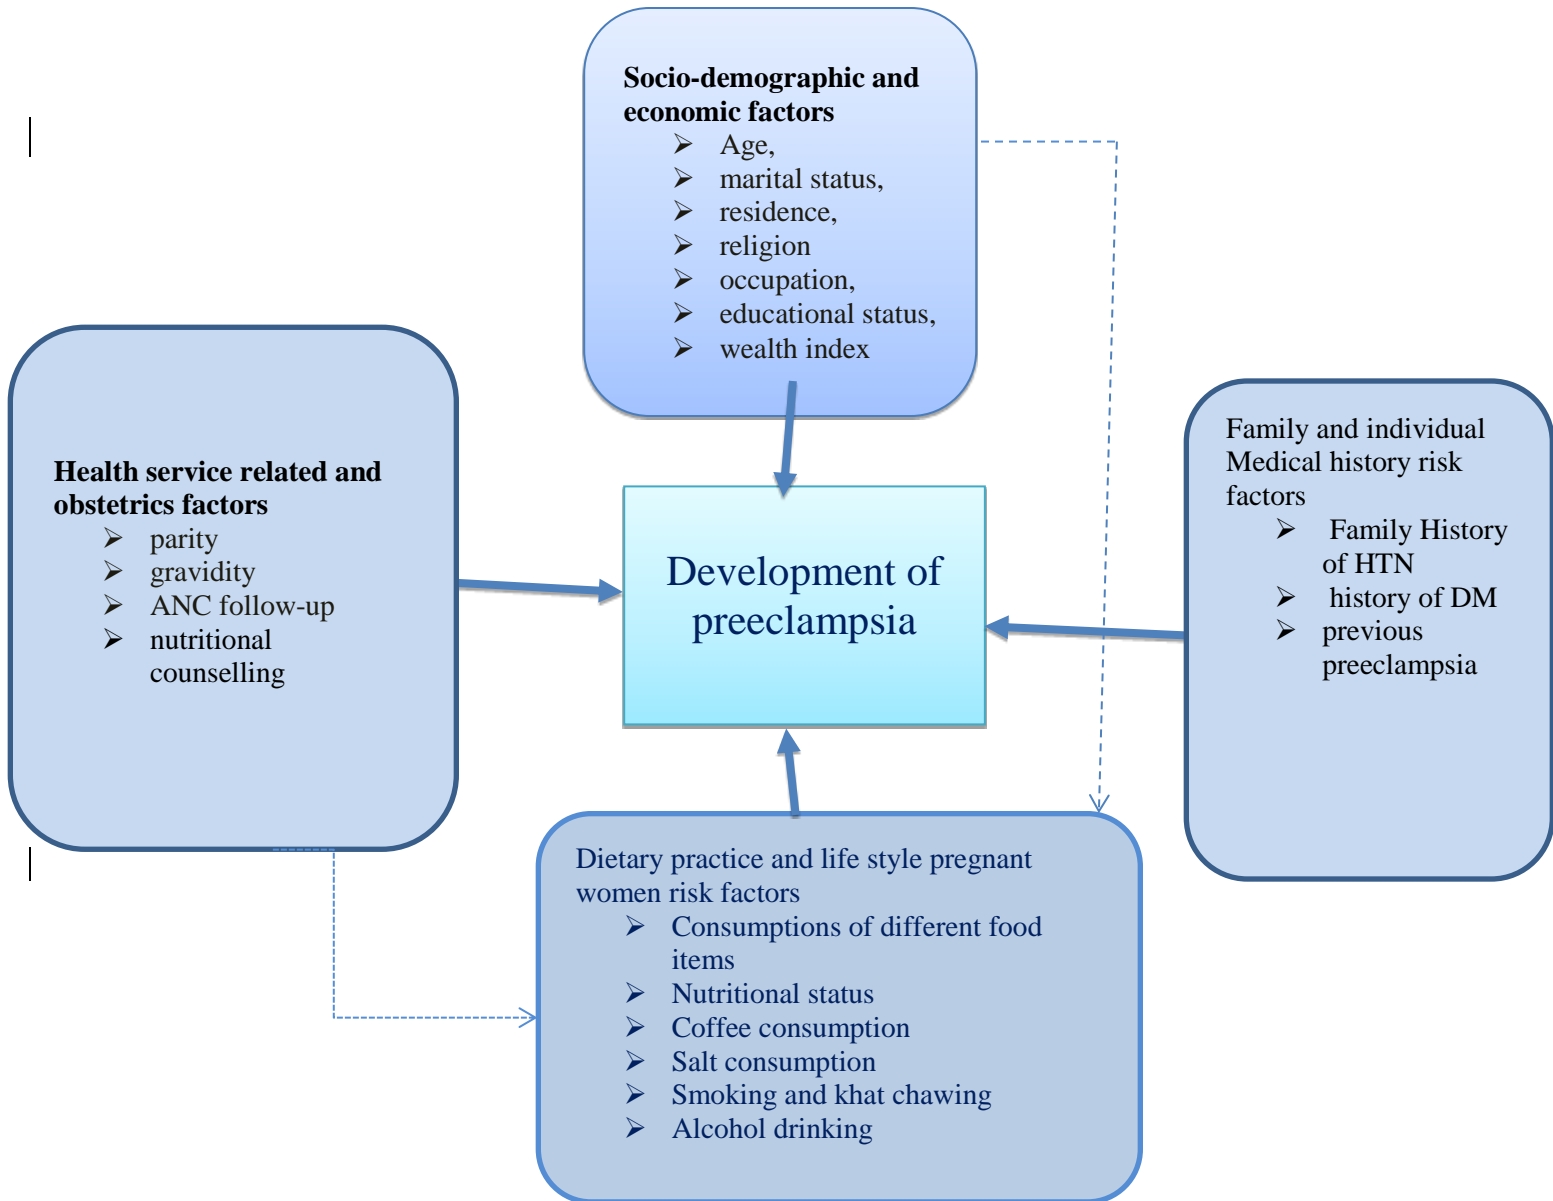 Socio-demographic and
economic factors
➢ Age,
➢ marital status,
➢ residence,
➢ religion
➢ occupation,
➢ educational status,
➢ wealth index
Health service related and
obstetrics factors
➢ parity
➢ gravidity
➢ ANC follow-up
➢ nutritional
counselling
Development of
preeclampsia
Family and individual
Medical history risk
factors
➢ Family History
of HTN
➢ history of DM
➢ previous
preeclampsia
Dietary practice and life style pregnant
women risk factors
➢ Consumptions of different food
items
➢ Nutritional status
➢ Coffee consumption
➢ Salt consumption
➢ Smoking and khat chawing
➢ Alcohol drinking